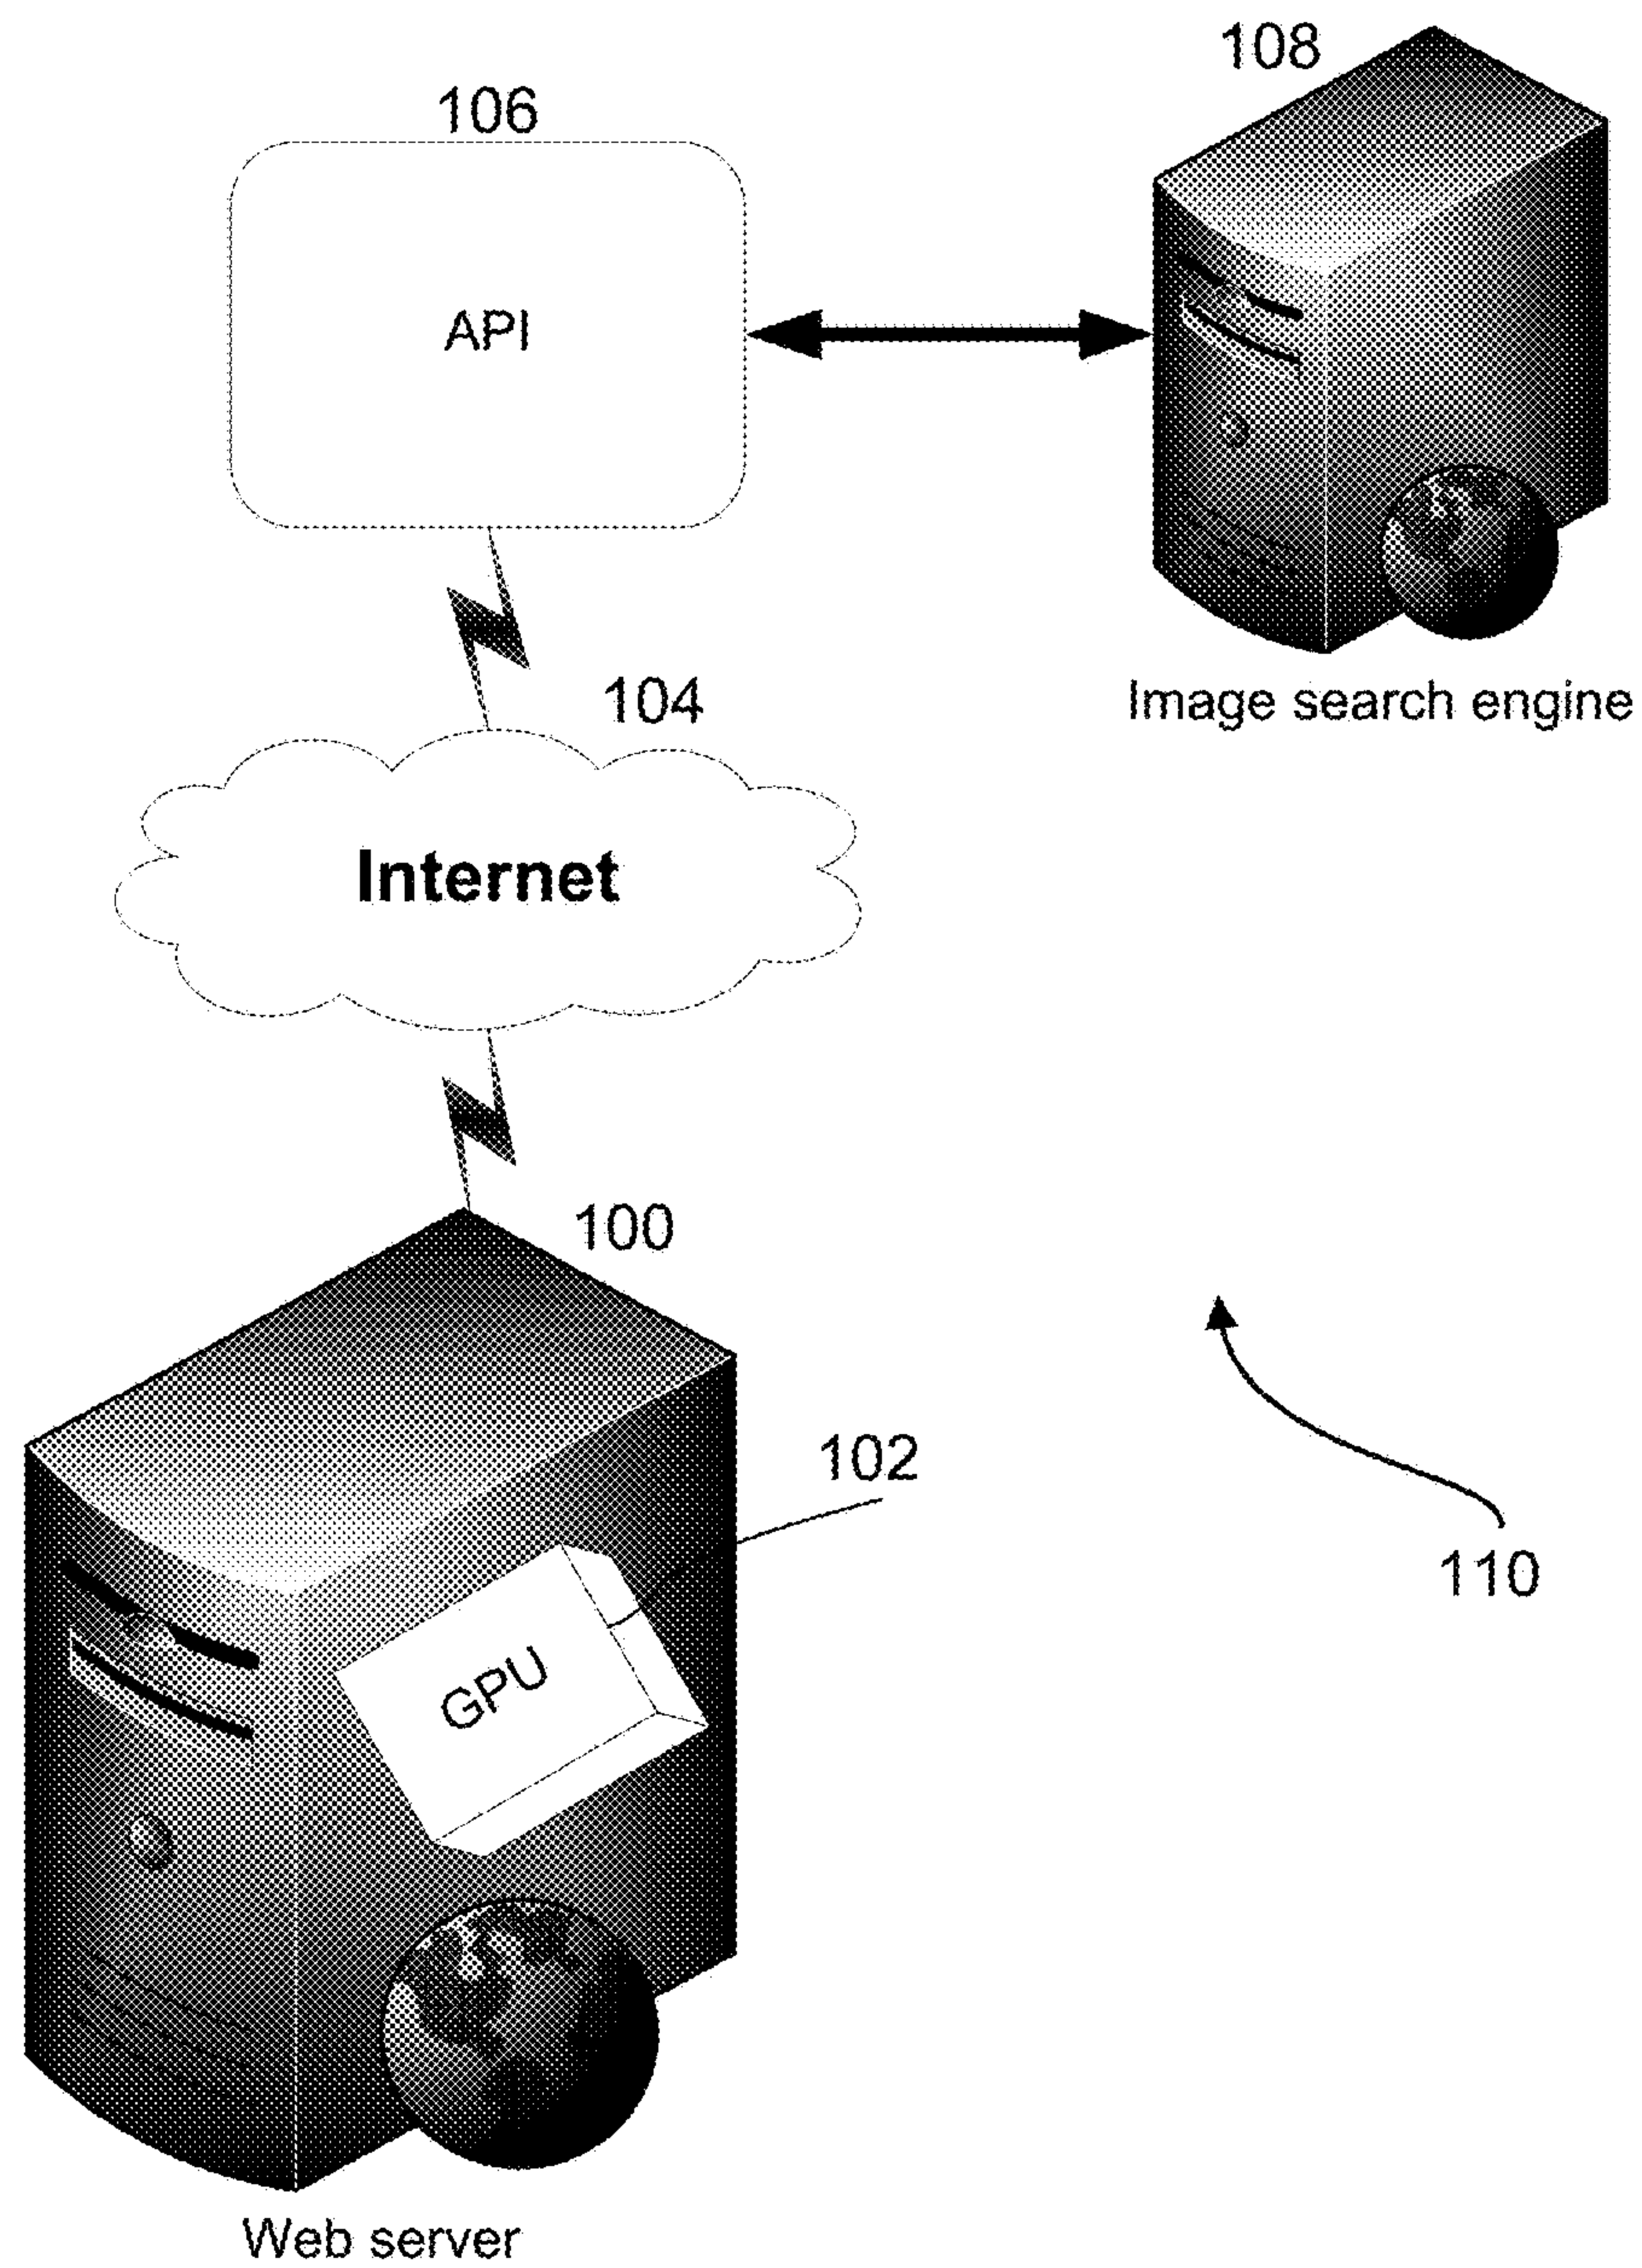 108
106
API
Image search engine
104
Internet
100
102
GPU
110
Web server